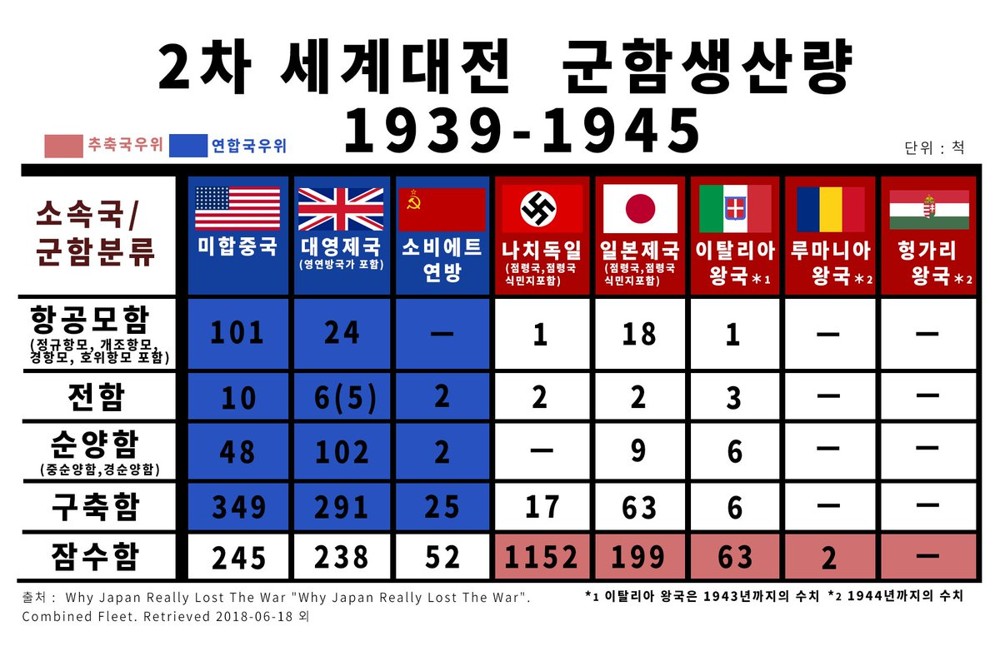 2차 세계대전 군함생산량
1939-1945
추축국우위 연합국우위
단위 : 척
소속국/
군함분류
미합중국
대영제국
(영연방국가 포함)
소비에트
연방
나치독일
(점령국,점령국
식민지포함)
일본제국
(점령국,점령국
식민지포함)
이탈리아
왕국*1
루마니아
왕국*2
헝가리
왕국*2
항공모함
(정규항모, 개조항모,
경항모, 호위항모 포함)
101 24 — 1 18 1 — —
전함 10 6(5) 2 2 2 3 — —
순양함
(중순양함,경순양함)
48 102 2 — 9 6 — —
구축함 349 291 25 17 63 6 — —
잠수함 245 238 52 1152 199 63 2 —
출처 : Why Japan Really Lost The War "Why Japan Really Lost The War".
Combined Fleet. Retrieved 2018-06-18 외
*1 이탈리아 왕국은 1943년까지의 수치 *2 1944년까지의 수치